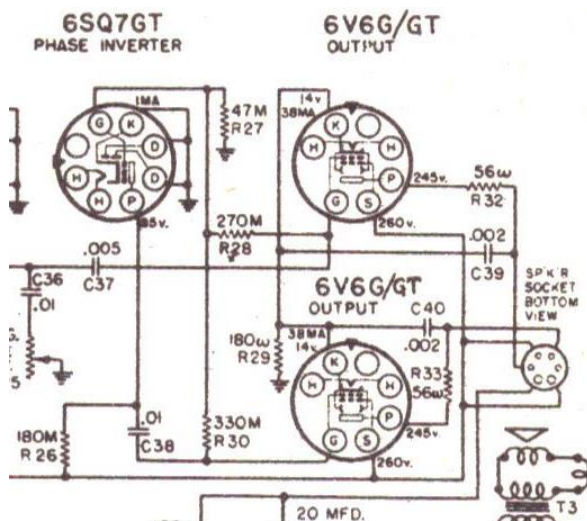 6SQ7GT
PHASE INVERTER
6V6G/GT
OUTPUT
1MA
G
K
D
D
H
H
P
85v.
47M
R27
14v.
38MA
K
H
H
P
G
S
245v.
260v.
56ω
R32
270M
R28
.005
C37
C36
.01
.002
C39
SPK'R
SOCKET
BOTTOM
VIEW
6V6G/GT
OUTPUT
C40
.002
38MA
14v.
180ω
R29
K
H
H
P
G
S
245v.
260v.
R33
56ω
5
.01
C38
180M
R26
330M
R30
T3
20 MFD.